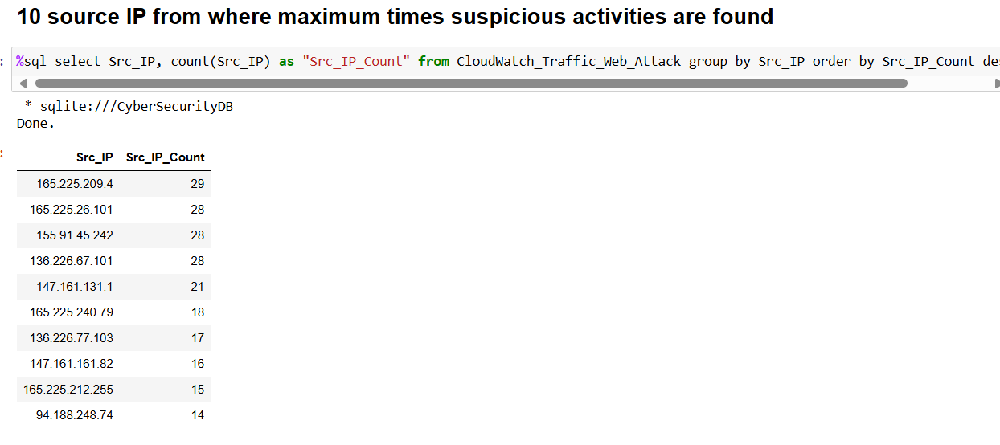 10 source IP from where maximum times suspicious activities are found
: %sql select Src_IP, count(Src_IP) as "Src_IP_Count" from CloudWatch_Traffic_Web_Attack group by Src_IP order by Src_IP_Count de
* sqlite:///CyberSecurityDB
Done.
:
Src_IP Src_IP_Count
165.225.209.4 29
165.225.26.101 28
155.91.45.242 28
136.226.67.101 28
147.161.131.1 21
165.225.240.79 18
136.226.77.103 17
147.161.161.82 16
165.225.212.255 15
94.188.248.74 14